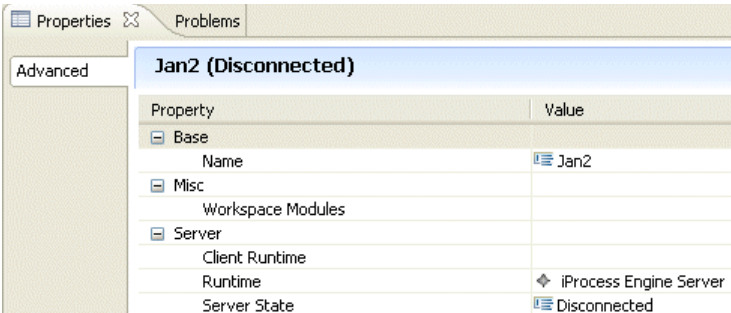 Properties Problems
Advanced
Jan2 (Disconnected)
Property Value
Base
Name Jan2
Misc
Workspace Modules
Server
Client Runtime
Runtime iProcess Engine Server
Server State Disconnected